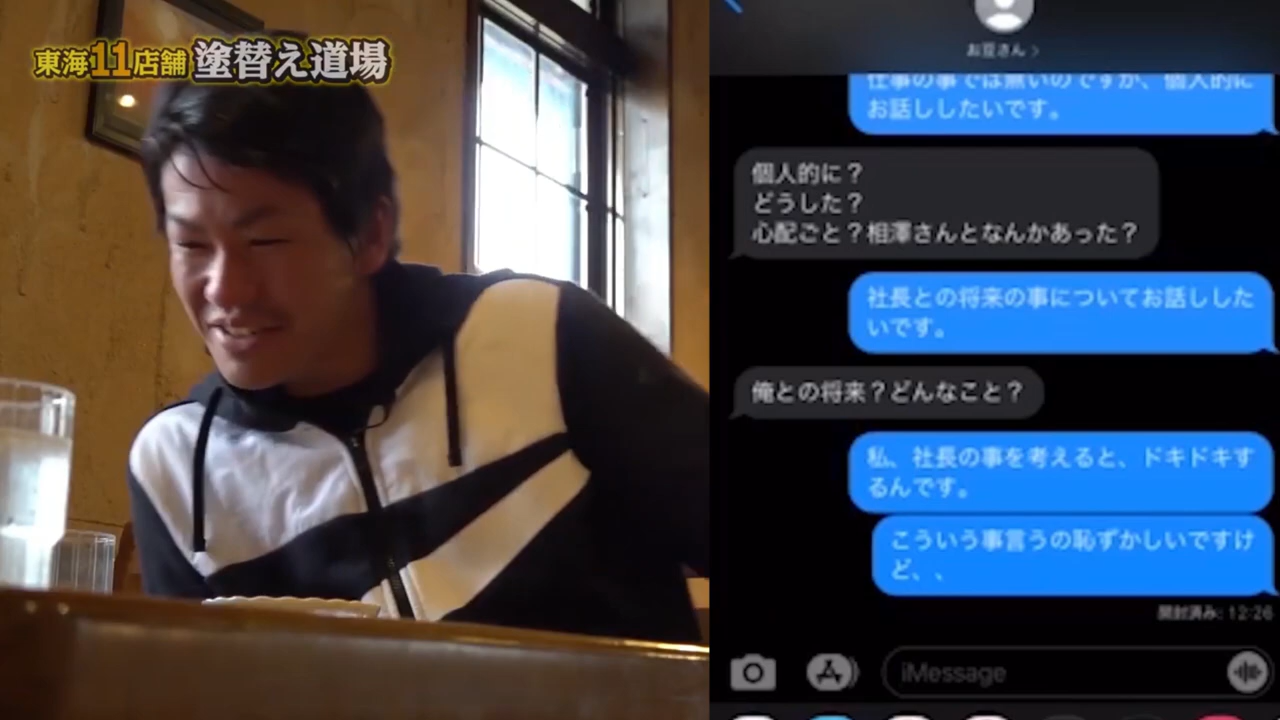 東海11店舗 塗替え道場
お豆さん
仕事の事では無いのですが、個人的に
お話ししたいです。
個人的に？
どうした？
心配ごと？相澤さんとなんかあった？
社長との将来の事についてお話しした
いです。
俺との将来？どんなこと？
私、社長の事を考えると、ドキドキす
るんです。
こういう事言うの恥ずかしいですけ
ど、、
開封済み: 12:26
iMessage